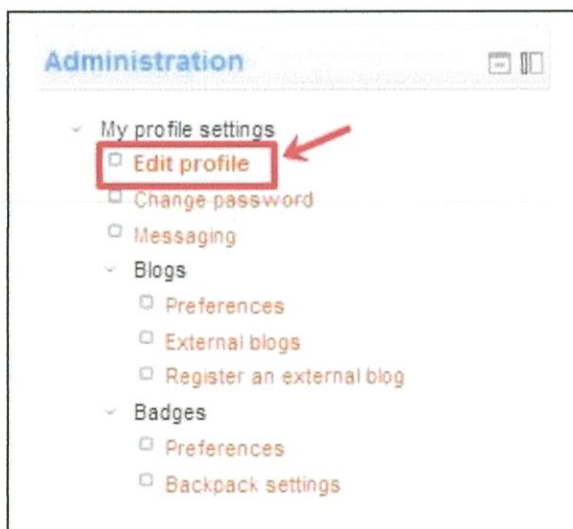 Administration
My profile settings
Edit profile
Change password
Messaging
Blogs
Preferences
External blogs
Register an external blog
Badges
Preferences
Backpack settings